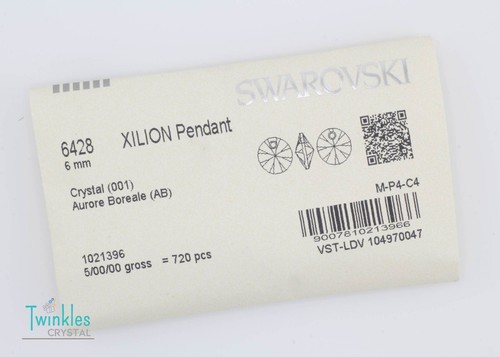 SWAROVSKI
6428 XILION Pendant
6 mm
Crystal (001)
Aurore Boreale (AB)
M-P4-C4
9007810213966
1021396
5/00/00 gross = 720 pcs
VST-LDV 104970047
Twinkles
CRYSTAL